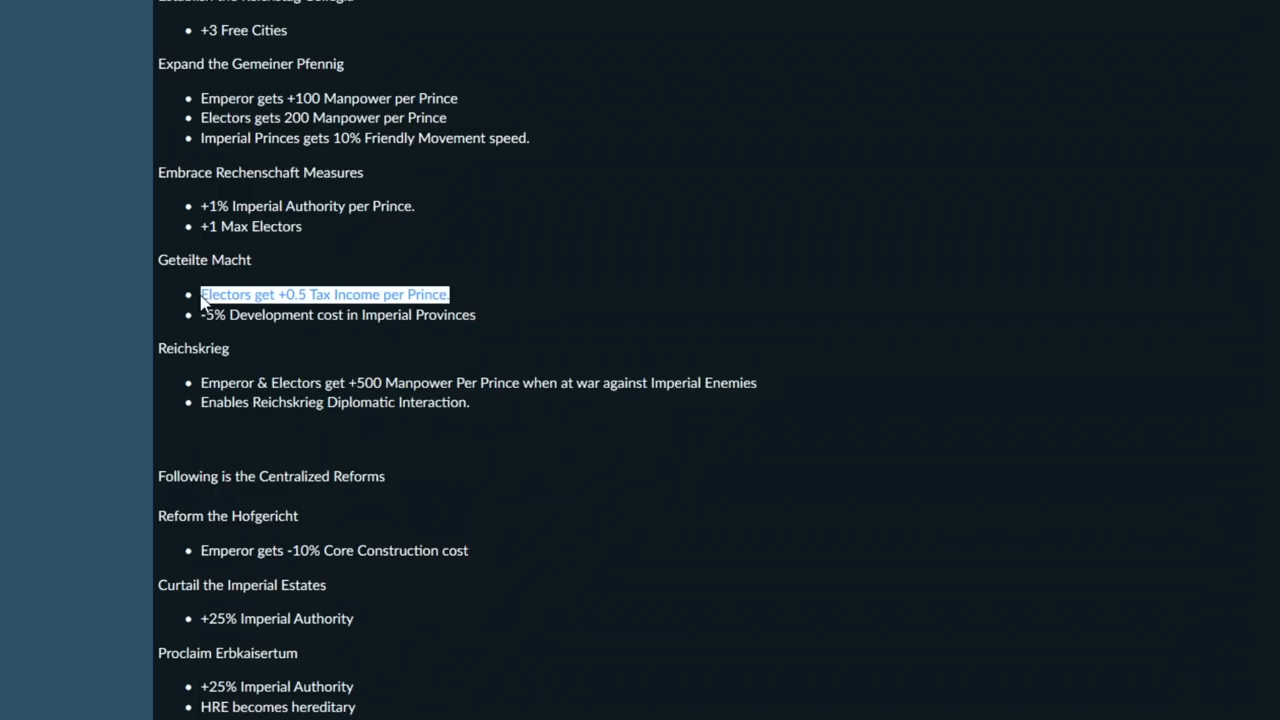 Establish the Reichstag Collegia
• +3 Free Cities
Expand the Gemeiner Pfennig
• Emperor gets +100 Manpower per Prince
• Electors gets 200 Manpower per Prince
• Imperial Princes gets 10% Friendly Movement speed.
Embrace Rechenschaft Measures
• +1% Imperial Authority per Prince.
• +1 Max Electors
Geteilte Macht
• Electors get +0.5 Tax Income per Prince.
• -5% Development cost in Imperial Provinces
Reichskrieg
• Emperor & Electors get +500 Manpower Per Prince when at war against Imperial Enemies
• Enables Reichskrieg Diplomatic Interaction.
Following is the Centralized Reforms
Reform the Hofgericht
• Emperor gets -10% Core Construction cost
Curtail the Imperial Estates
• +25% Imperial Authority
Proclaim Erbkaisertum
• +25% Imperial Authority
• HRE becomes hereditary